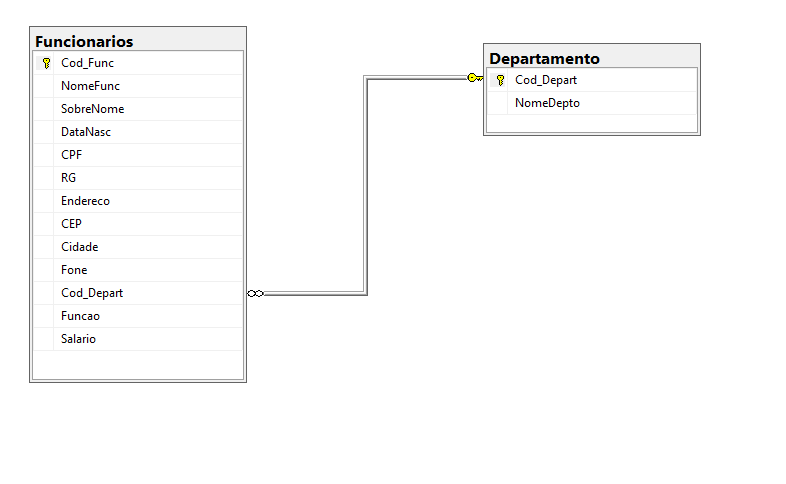 Funcionarios
Cod_Func
NomeFunc
SobreNome
DataNasc
CPF
RG
Endereco
CEP
Cidade
Fone
Cod_Depart
Funcao
Salario
Departamento
Cod_Depart
NomeDepto